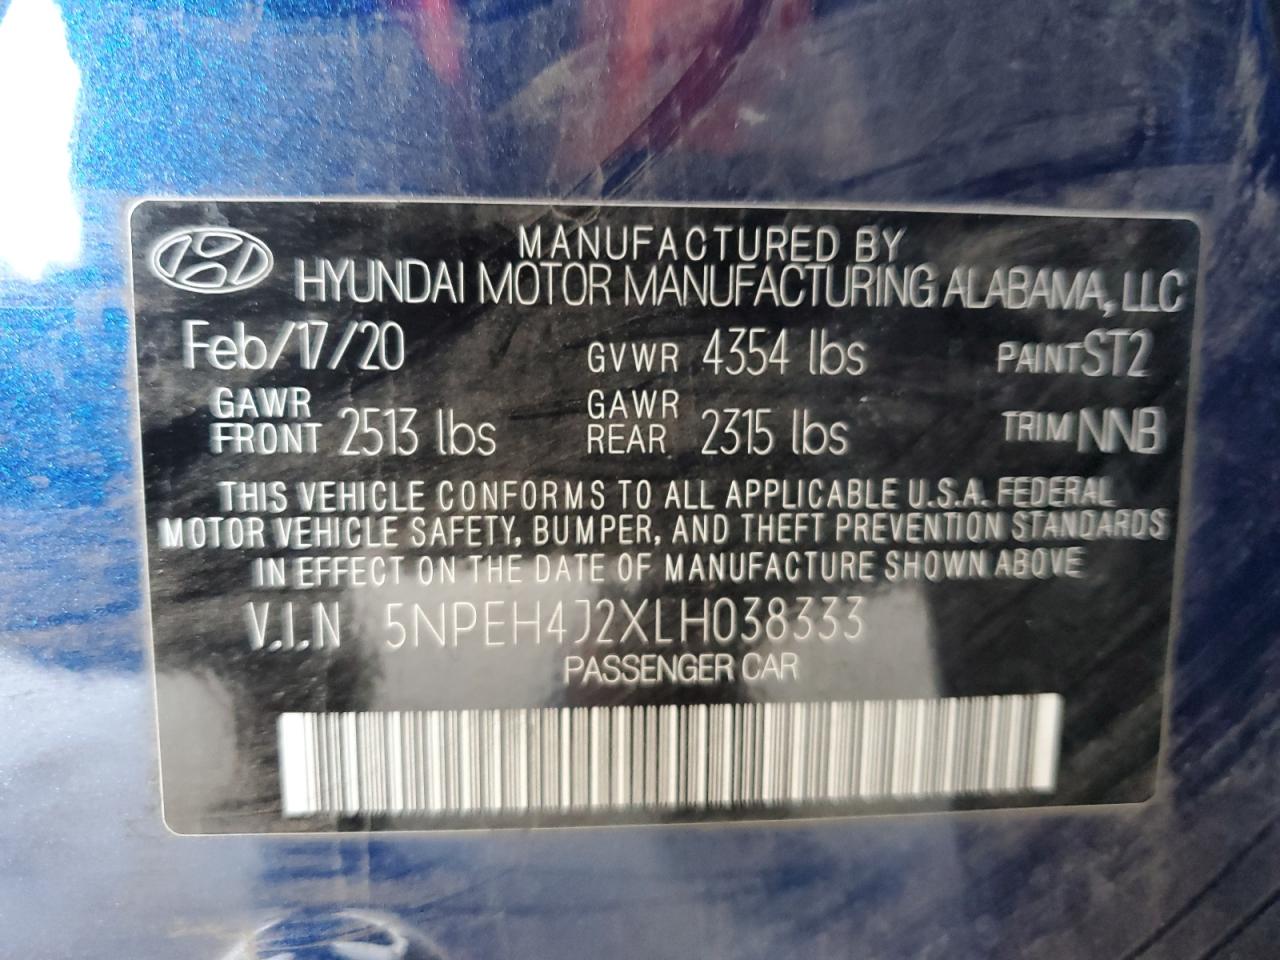 MANUFACTURED BY
HYUNDAI MOTOR MANUFACTURING ALABAMA, LLC
Feb/17/20 GVWR 4354 lbs PAINT ST2
GAWR FRONT 2513 lbs GAWR REAR 2315 lbs TRIM NNB
THIS VEHICLE CONFORMS TO ALL APPLICABLE U.S.A. FEDERAL
MOTOR VEHICLE SAFETY, BUMPER, AND THEFT PREVENTION STANDARDS
IN EFFECT ON THE DATE OF MANUFACTURE SHOWN ABOVE
V.I.N 5NPEH4J2XLH038333
PASSENGER CAR